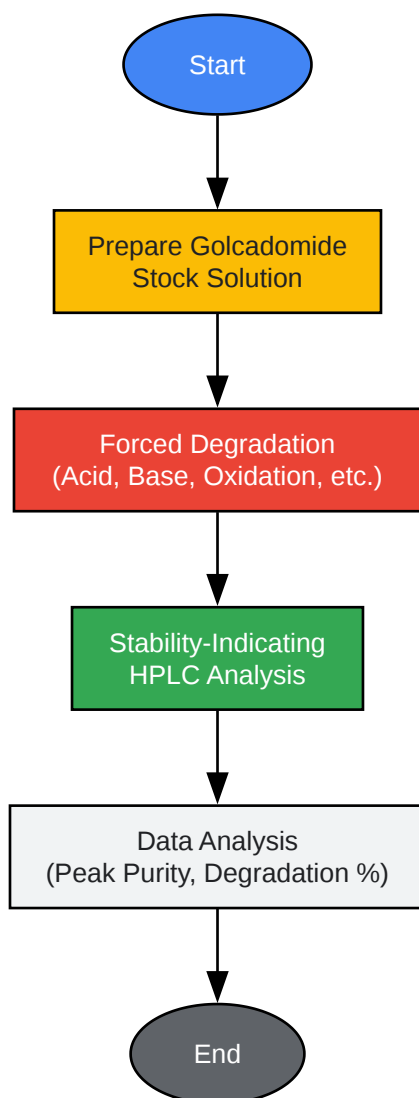 Start
Prepare Golcadomide
Stock Solution
Forced Degradation
(Acid, Base, Oxidation, etc.)
Stability-Indicating
HPLC Analysis
Data Analysis
(Peak Purity, Degradation %)
End